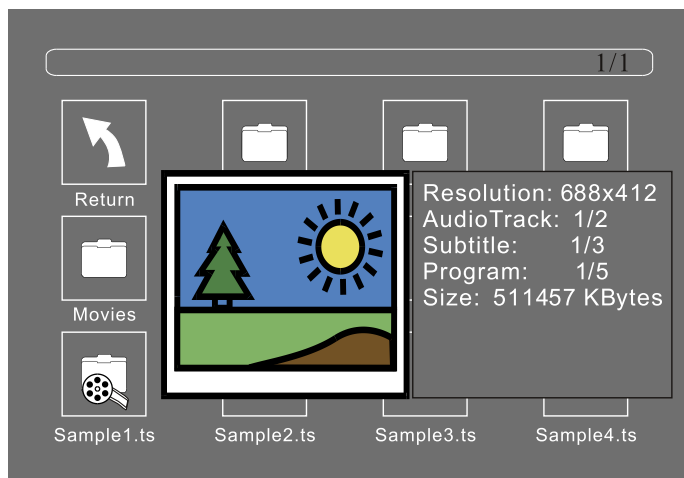 1/1
Return
Resolution: 688x412
AudioTrack: 1/2
Subtitle: 1/3
Program: 1/5
Size: 511457 KBytes
Movies
Sample1.ts
Sample2.ts
Sample3.ts
Sample4.ts